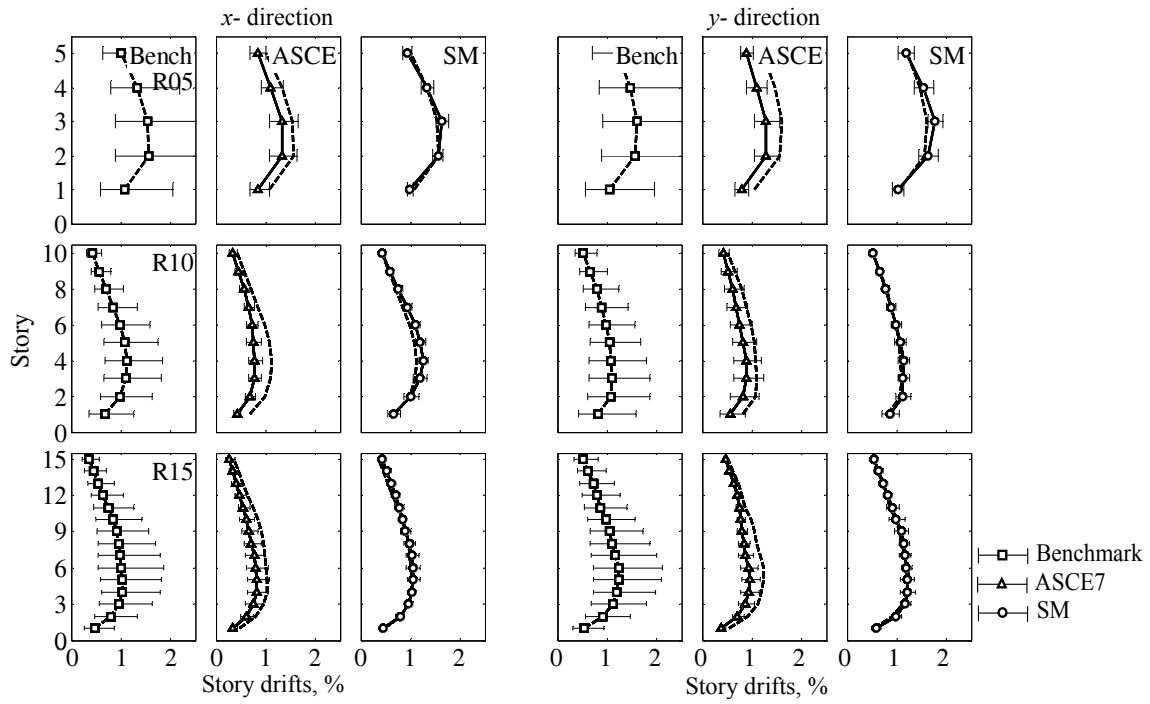 x- direction
y- direction
Bench ASCE SM Bench ASCE SM
R05
5
4
3
2
1
0
R10
10
8
6
4
2
0
R15
15
12
9
6
3
0
Story
0 1 2 0 1 2 0 1 2 0 1 2 0 1 2 0 1 2
Story drifts, % Story drifts, %
Benchmark
ASCE7
SM